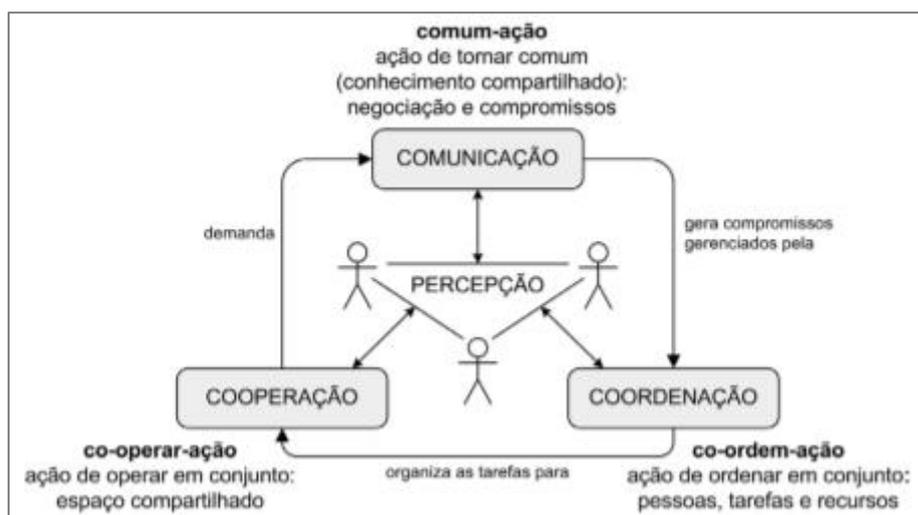 comum-ação
ação de tornar comum
(conhecimento compartilhado):
negociação e compromissos
COMUNICAÇÃO
demanda
gera compromissos
gerenciados pela
PERCEPÇÃO
COOPERAÇÃO
COORDENAÇÃO
co-operar-ação
ação de operar em conjunto:
espaço compartilhado
organiza as tarefas para
co-ordem-ação
ação de ordenar em conjunto:
pessoas, tarefas e recursos